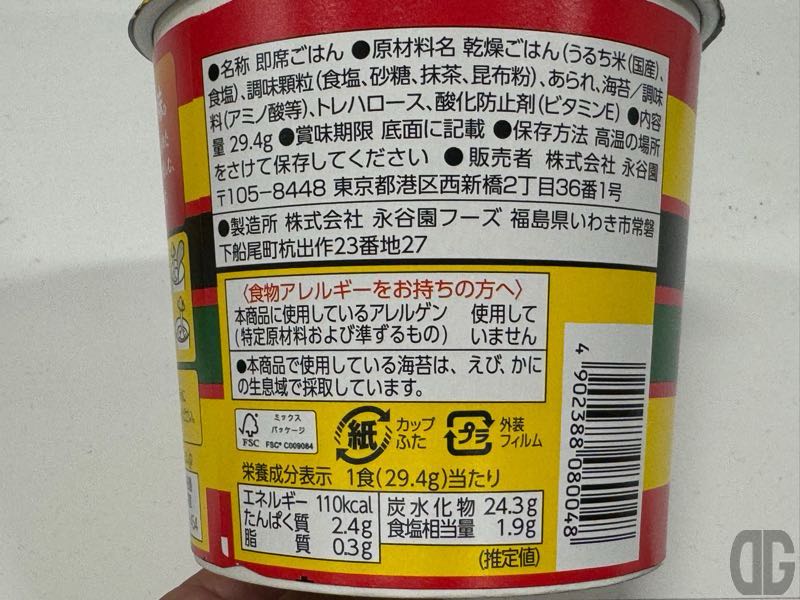 ●名称 即席ごはん ●原材料名 乾燥ごはん(うるち米(国産)、
食塩)、調味顆粒(食塩、砂糖、抹茶、昆布粉)、あられ、海苔／調味
料(アミノ酸等)、トレハロース、酸化防止剤(ビタミンE) ●内容
量 29.4g ●賞味期限 底面に記載 ●保存方法 高温の場所
をさけて保存してください ●販売者 株式会社 永谷園
〒105-8448 東京都港区西新橋2丁目36番1号
●製造所 株式会社 永谷園フーズ 福島県いわき市常磐
下船尾町杭出作23番地27
〈食物アレルギーをお持ちの方へ〉
本商品に使用しているアレルゲン 使用して
(特定原材料および準ずるもの) いません
●本商品で使用している海苔は、えび、かに
の生息域で採取しています。
ミックス
パッケージ
FSC FSC® C009084
紙 カップ
ふた
プラ 外装
フィルム
栄養成分表示 1食(29.4g)当たり
エネルギー 110kcal
たんぱく質 2.4g
脂質 0.3g
炭水化物 24.3g
食塩相当量 1.9g
(推定値)
4 902388 080048
DG